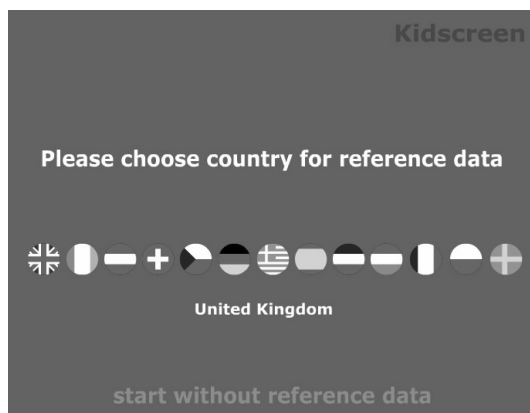 Kidscreen
Please choose country for reference data
United Kingdom
start without reference data